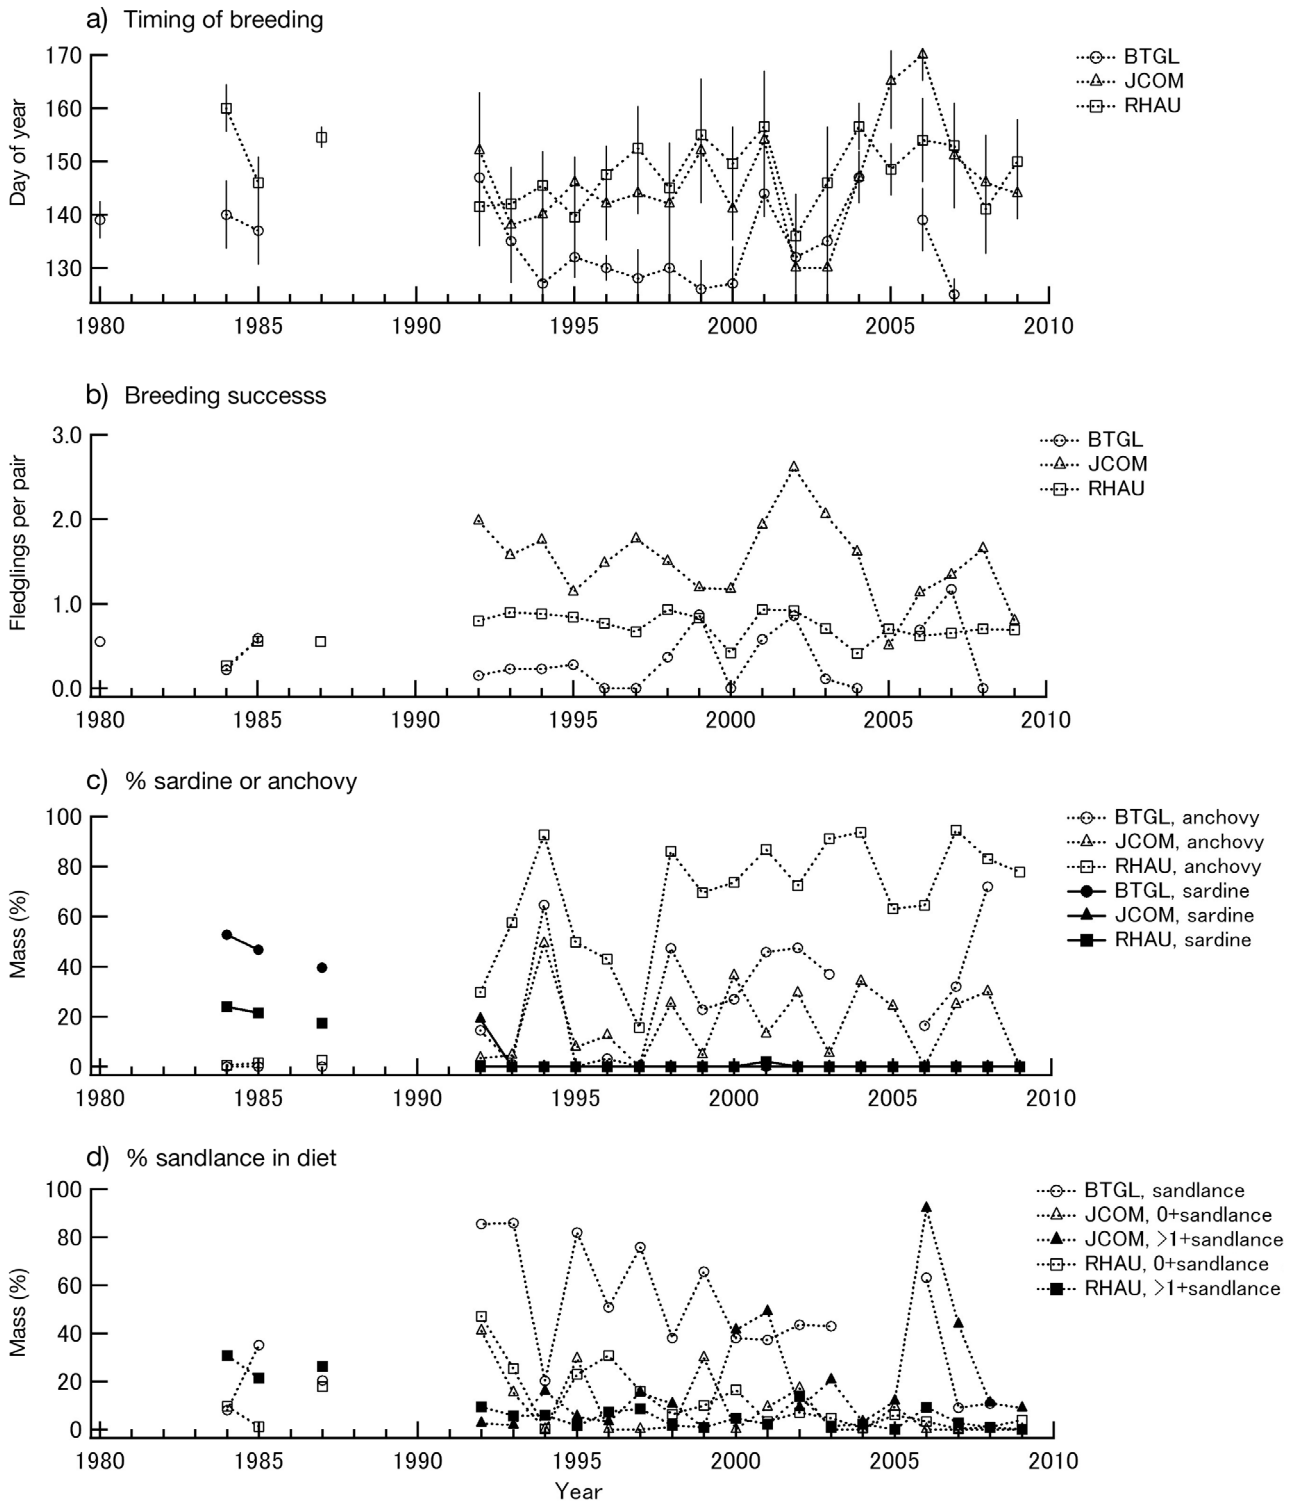 a) Timing of breeding
170
160
150
140
130
Day of year
BTGL
JCOM
RHAU
1980 1985 1990 1995 2000 2005 2010
b) Breeding successs
3.0
2.0
1.0
0.0
Fledglings per pair
BTGL
JCOM
RHAU
1980 1985 1990 1995 2000 2005 2010
c) % sardine or anchovy
100
80
60
40
20
0
Mass (%)
BTGL, anchovy
JCOM, anchovy
RHAU, anchovy
BTGL, sardine
JCOM, sardine
RHAU, sardine
1980 1985 1990 1995 2000 2005 2010
d) % sandlance in diet
100
80
60
40
20
0
Mass (%)
BTGL, sandlance
JCOM, 0+sandlance
JCOM, >1+sandlance
RHAU, 0+sandlance
RHAU, >1+sandlance
1980 1985 1990 1995 2000 2005 2010
Year